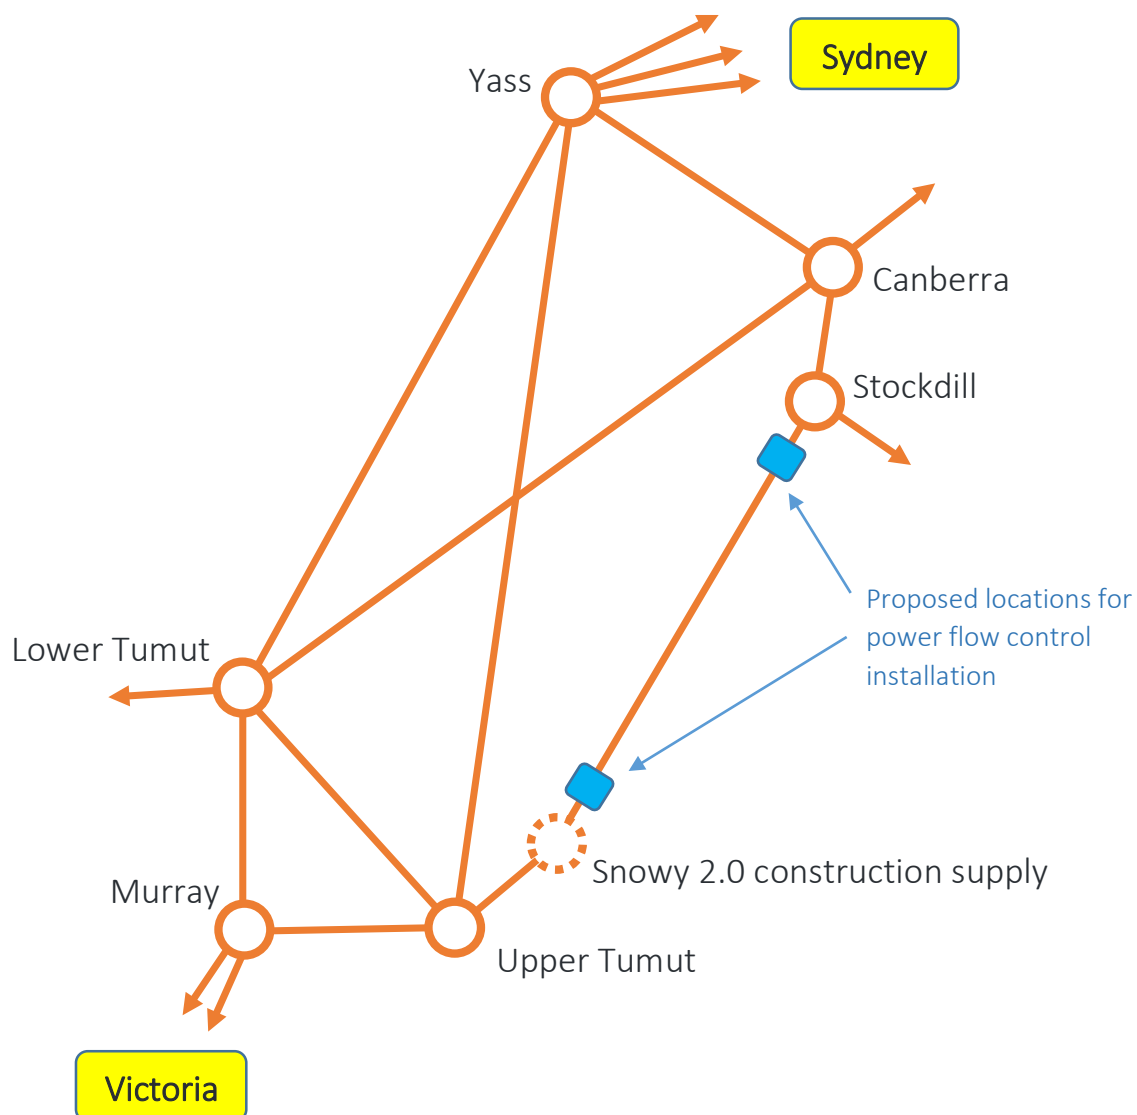 Sydney
Yass
Canberra
Stockdill
Proposed locations for
power flow control
installation
Lower Tumut
Snowy 2.0 construction supply
Murray
Upper Tumut
Victoria